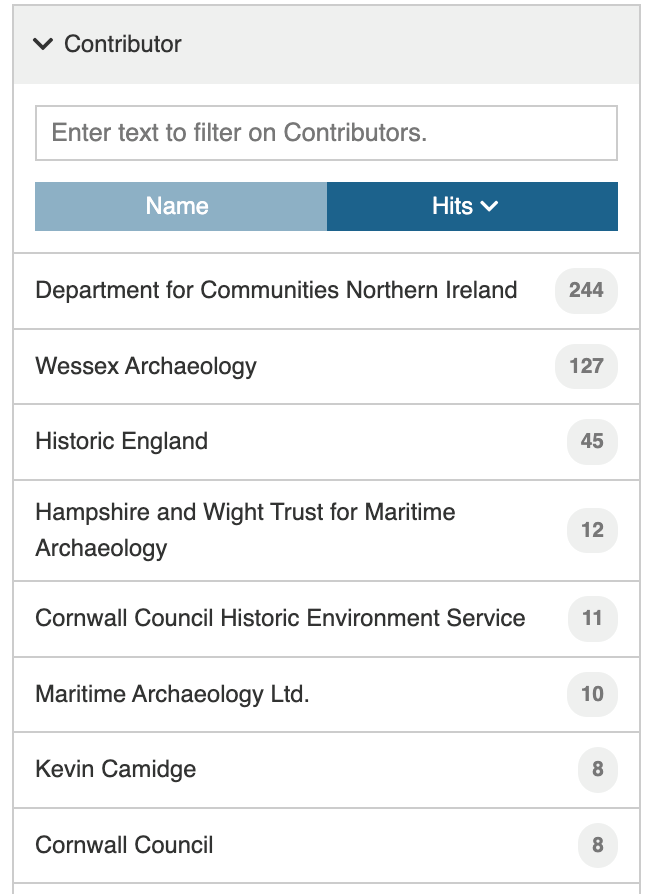 Contributor
Enter text to filter on Contributors.
Name
Hits
Department for Communities Northern Ireland 244
Wessex Archaeology 127
Historic England 45
Hampshire and Wight Trust for Maritime
Archaeology 12
Cornwall Council Historic Environment Service 11
Maritime Archaeology Ltd. 10
Kevin Camidge 8
Cornwall Council 8